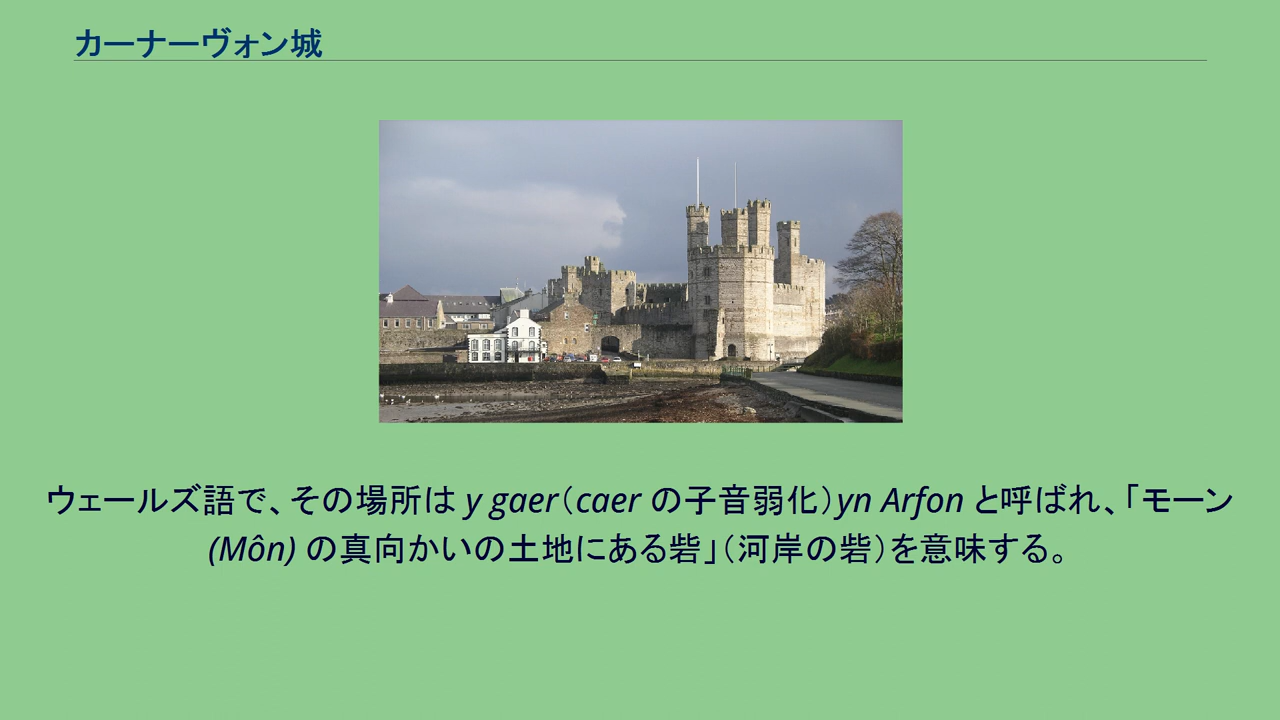 カーナーヴォン城
ウェールズ語で、その場所は y gaer（caer の子音弱化）yn Arfon と呼ばれ、「モーン
(Môn) の真向かいの土地にある砦」（河岸の砦）を意味する。